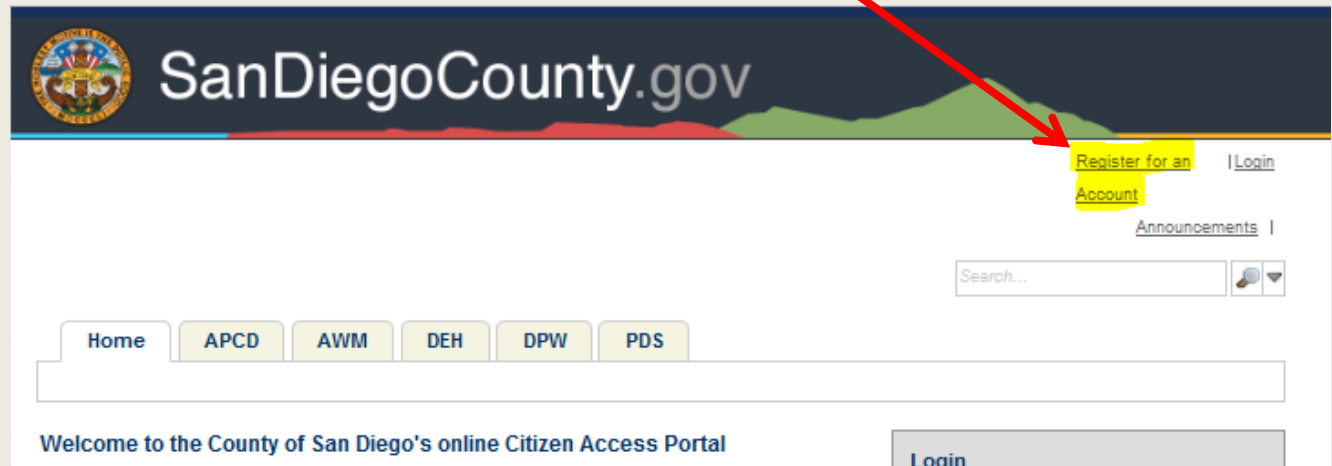 SanDiegoCounty.gov
Register for an | Login
Account
Announcements |
Search...
Home APCD AWM DEH DPW PDS
Welcome to the County of San Diego's online Citizen Access Portal
Login